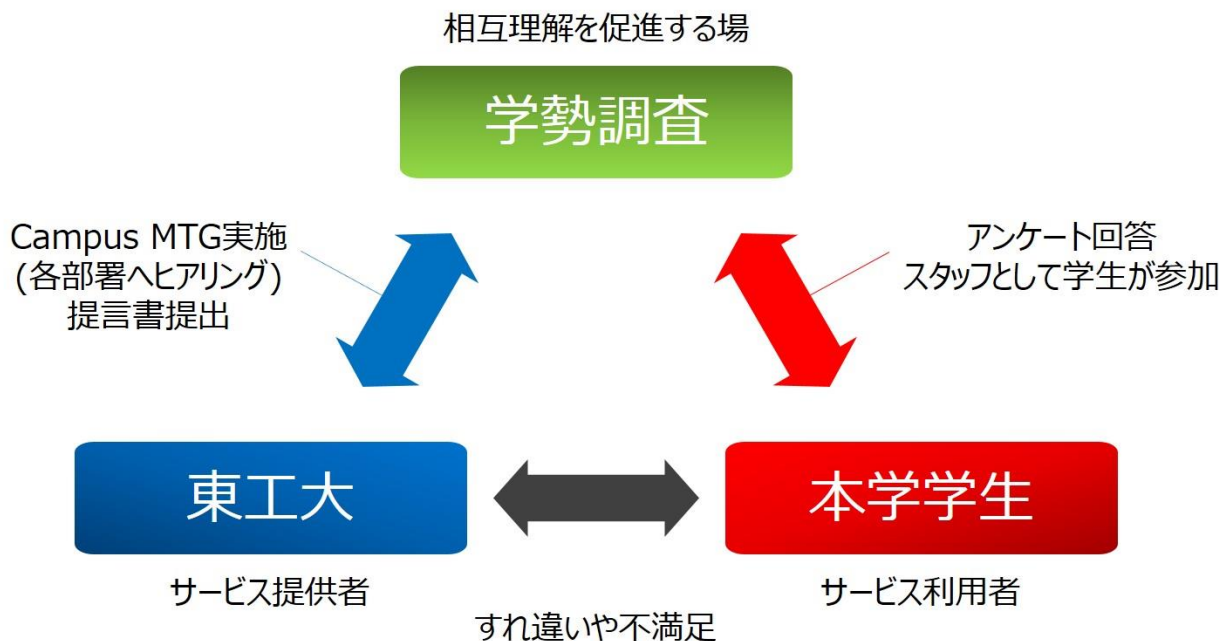 相互理解を促進する場
学勢調査
Campus MTG実施
(各部署へヒアリング)
提言書提出
アンケート回答
スタッフとして学生が参加
東工大
本学学生
サービス提供者
サービス利用者
すれ違いや不満足